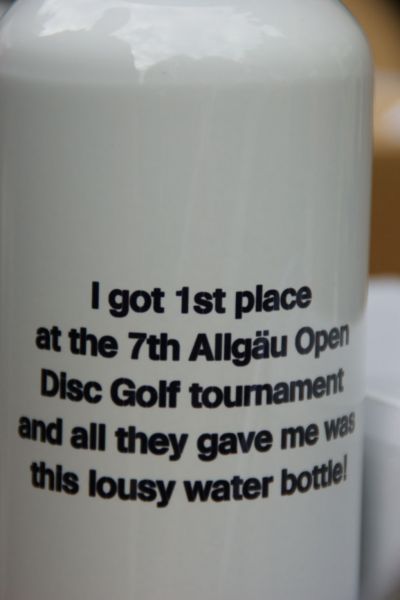 I got 1st place
at the 7th Allgäu Open
Disc Golf tournament
and all they gave me was
this lousy water bottle!